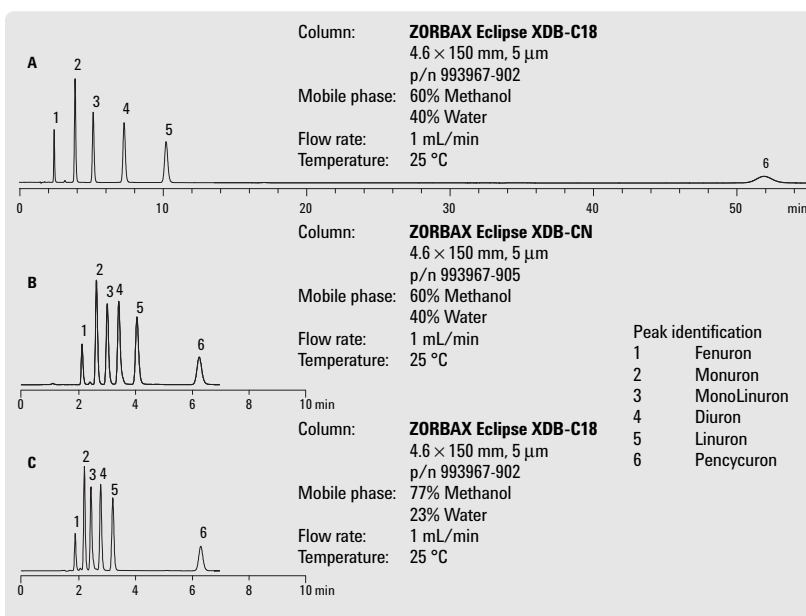 Column: ZORBAX Eclipse XDB-C18
4.6 × 150 mm, 5 µm
p/n 993967-902
Mobile phase: 60% Methanol
40% Water
Flow rate: 1 mL/min
Temperature: 25 °C
A
1
2
3
4
5
6
0 10 20 30 40 50 min
Column: ZORBAX Eclipse XDB-CN
4.6 × 150 mm, 5 µm
p/n 993967-905
Mobile phase: 60% Methanol
40% Water
Flow rate: 1 mL/min
Temperature: 25 °C
B
1
2
3
4
5
6
0 2 4 6 8 10 min
Peak identification
1 Fenuron
2 Monuron
3 MonoLinuron
4 Diuron
5 Linuron
6 Pencycuron
Column: ZORBAX Eclipse XDB-C18
4.6 × 150 mm, 5 µm
p/n 993967-902
Mobile phase: 77% Methanol
23% Water
Flow rate: 1 mL/min
Temperature: 25 °C
C
1
2
3
4
5
6
0 2 4 6 8 10 min